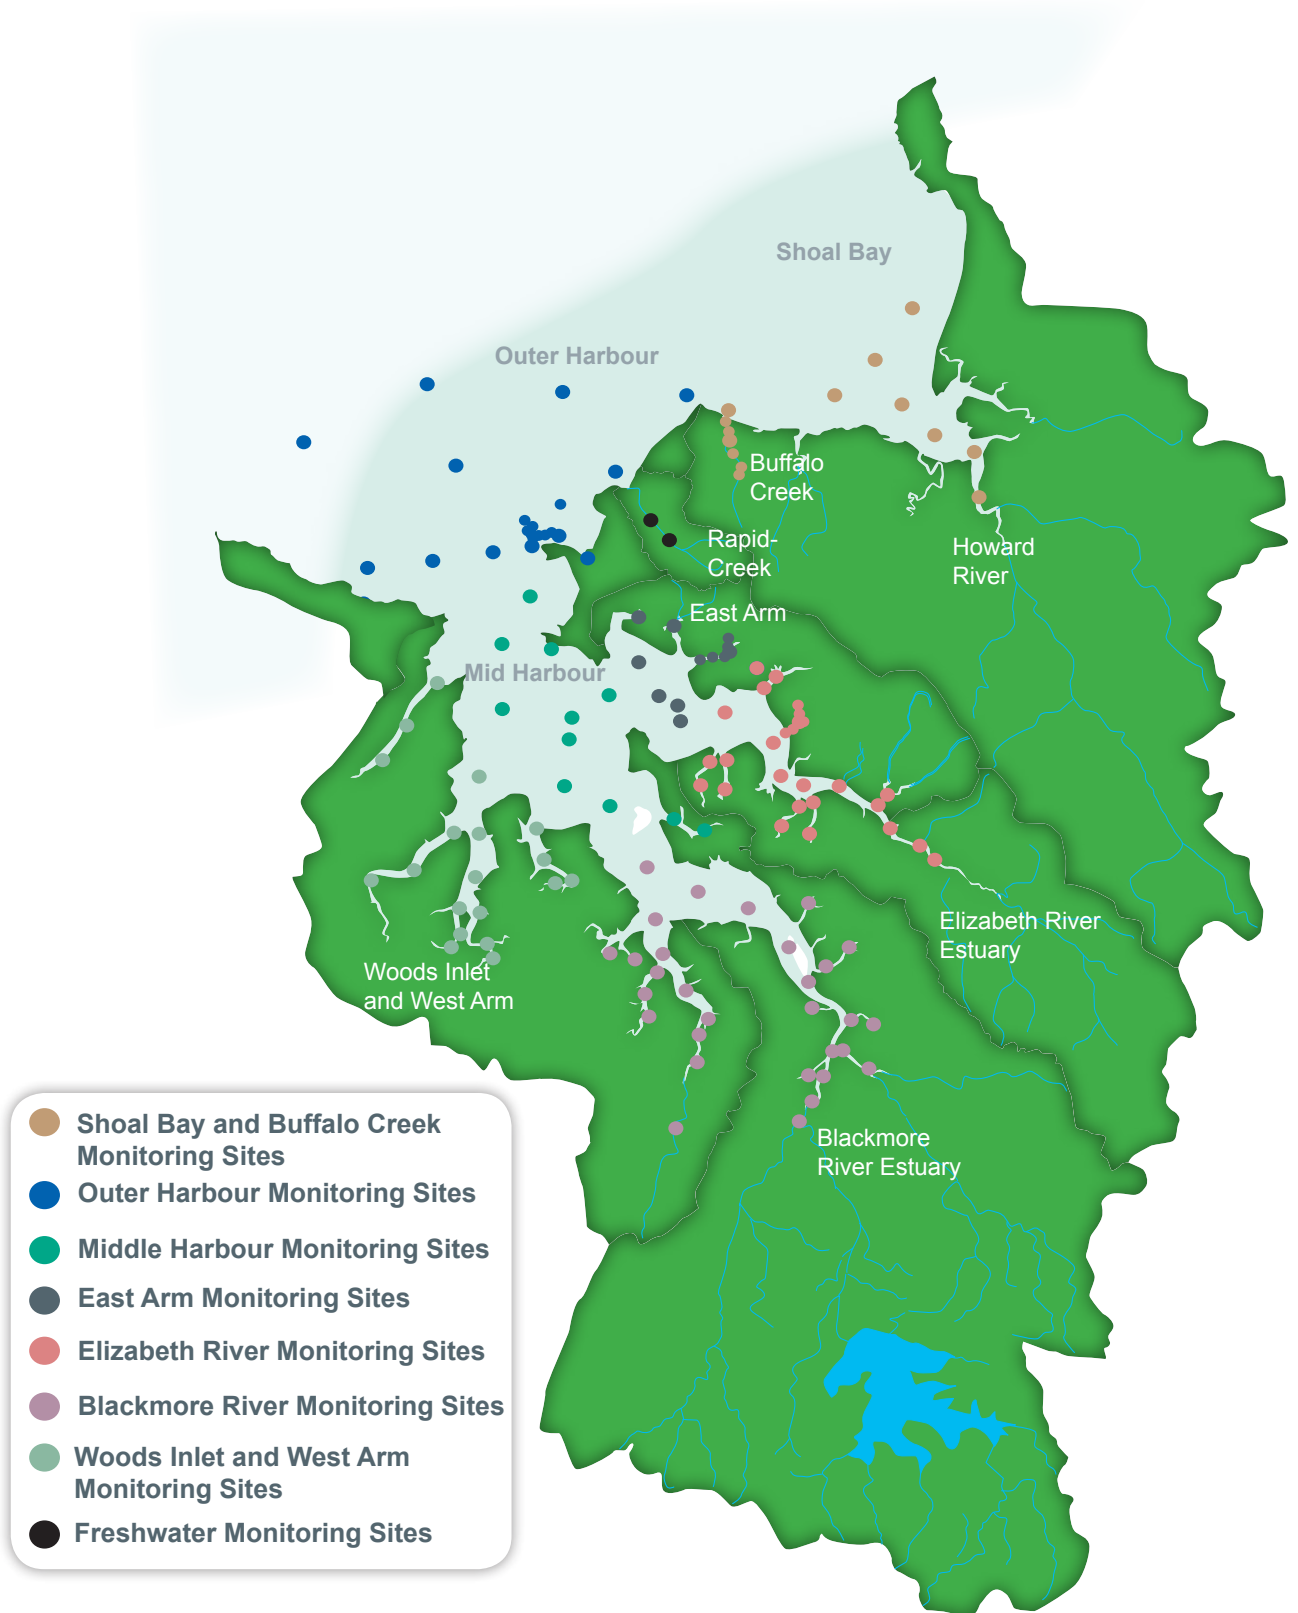 Shoal Bay
Outer Harbour
Buffalo
Creek
Rapid-
Creek
Howard
River
East Arm
Mid Harbour
Elizabeth River
Estuary
Woods Inlet
and West Arm
Blackmore
River Estuary
Shoal Bay and Buffalo Creek
Monitoring Sites
Outer Harbour Monitoring Sites
Middle Harbour Monitoring Sites
East Arm Monitoring Sites
Elizabeth River Monitoring Sites
Blackmore River Monitoring Sites
Woods Inlet and West Arm
Monitoring Sites
Freshwater Monitoring Sites